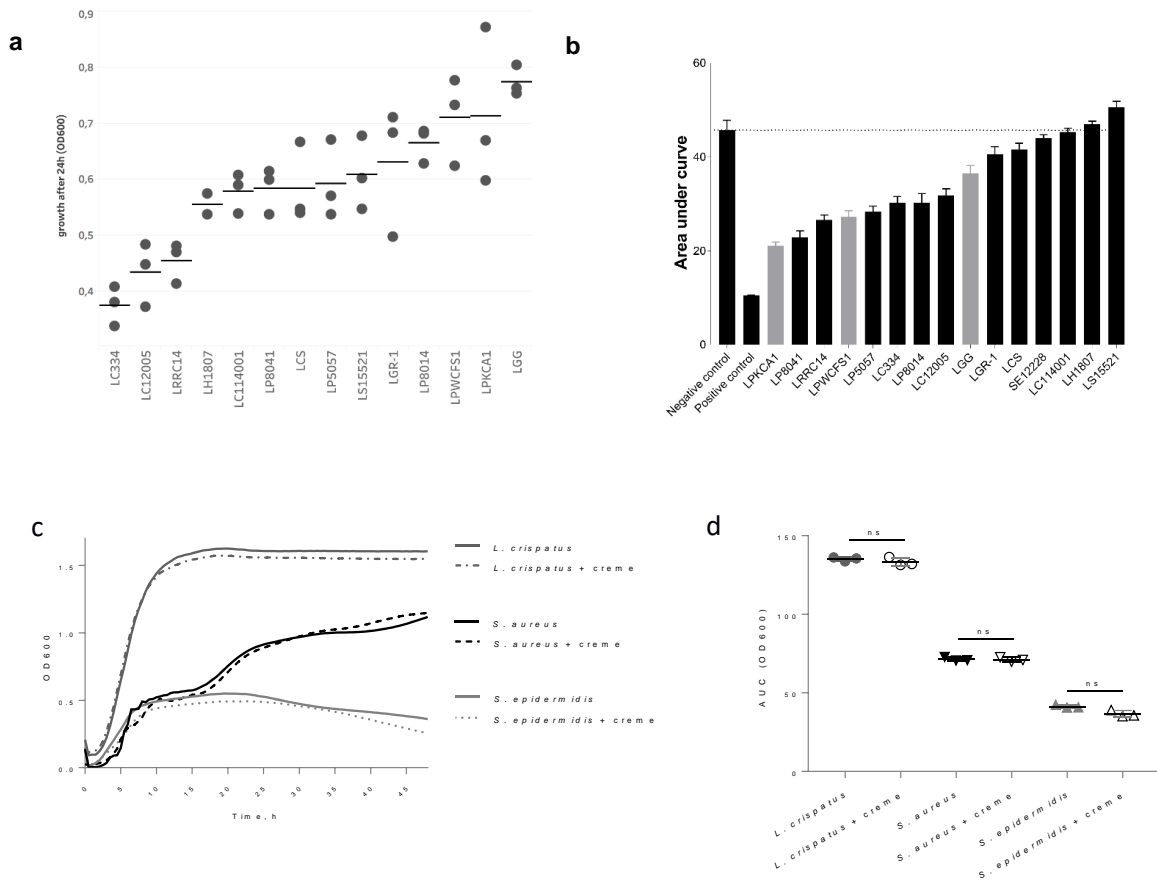 a
growth after 24h (OD600)
0,9
0,8
0,7
0,6
0,5
0,4
LC334
LC12005
LRRC14
LH1807
LC114001
LP8041
LCS
LP5057
LS15521
LGR-1
LP8014
LPWCFS1
LPKCA1
LGG
b
Area under curve
60
40
20
0
Negative control
Positive control
LPKCA1
LP8041
LRRC14
LPWCFS1
LP5057
LC334
LP8014
LC12005
LGG
LGR-1
LCS
SE12228
LC114001
LH1807
LS15521
c
OD600
1.5
1.0
0.5
0.0
0
5
10
15
20
25
30
35
40
45
Time, h
L. crispatus
L. crispatus + creme
S. aureus
S. aureus + creme
S. epidermidis
S. epidermidis + creme
d
AUC (OD600)
150
100
50
0
ns
ns
ns
L. crispatus
L. crispatus + creme
S. aureus
S. aureus + creme
S. epidermidis
S. epidermidis + creme